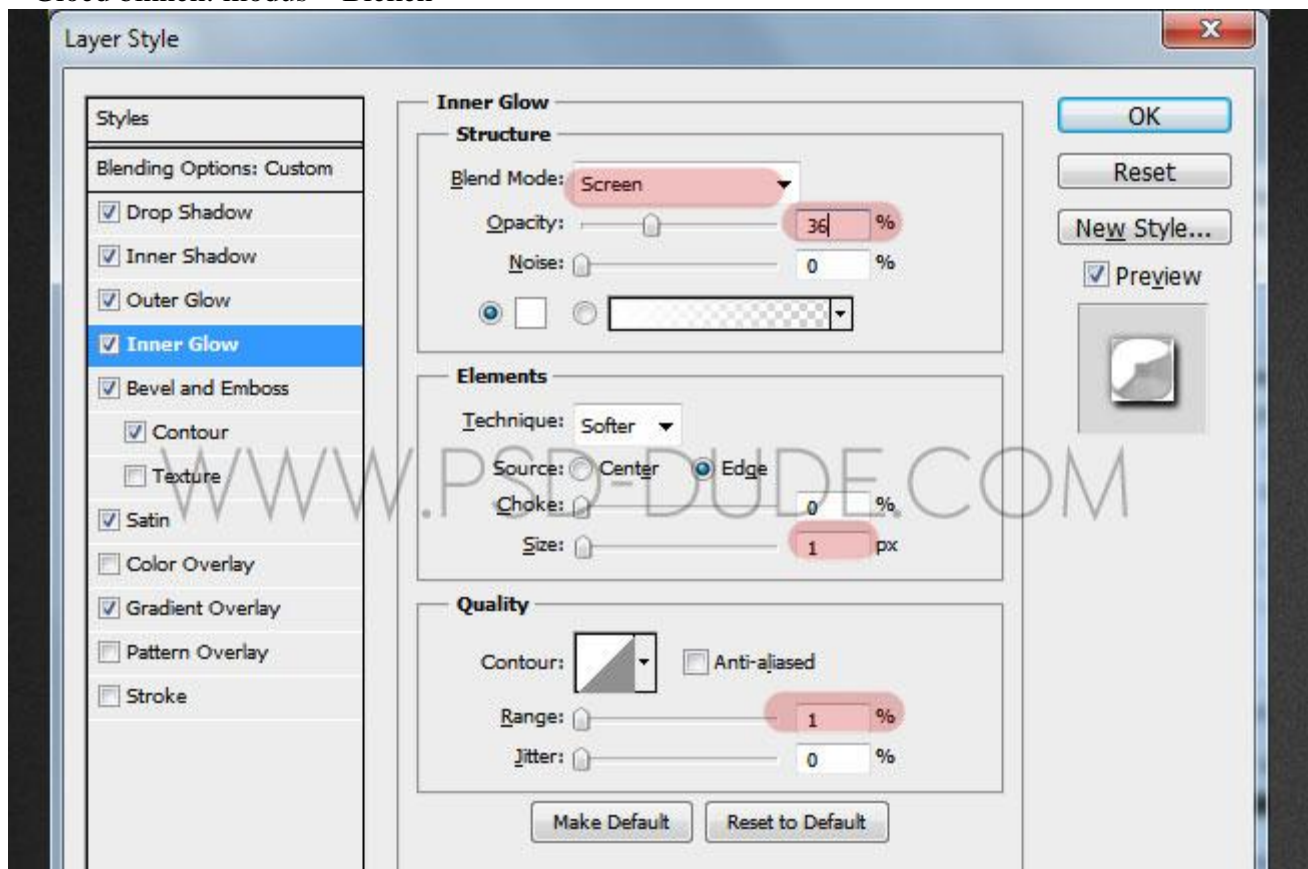 Layer Style
X
Styles
Blending Options: Custom
Drop Shadow
Inner Shadow
Outer Glow
Inner Glow
Bevel and Emboss
Contour
Texture
Satin
Color Overlay
Gradient Overlay
Pattern Overlay
Stroke
Inner Glow
Structure
Blend Mode: Screen
Opacity: 36 %
Noise: 0 %
Elements
Technique: Softer
Source: Center Edge
Choke: 0 %
Size: 1 px
Quality
Contour: Anti-aliased
Range: 1 %
Jitter: 0 %
Make Default Reset to Default
OK
Reset
New Style...
Preview
WWW.PSD-DUDE.COM